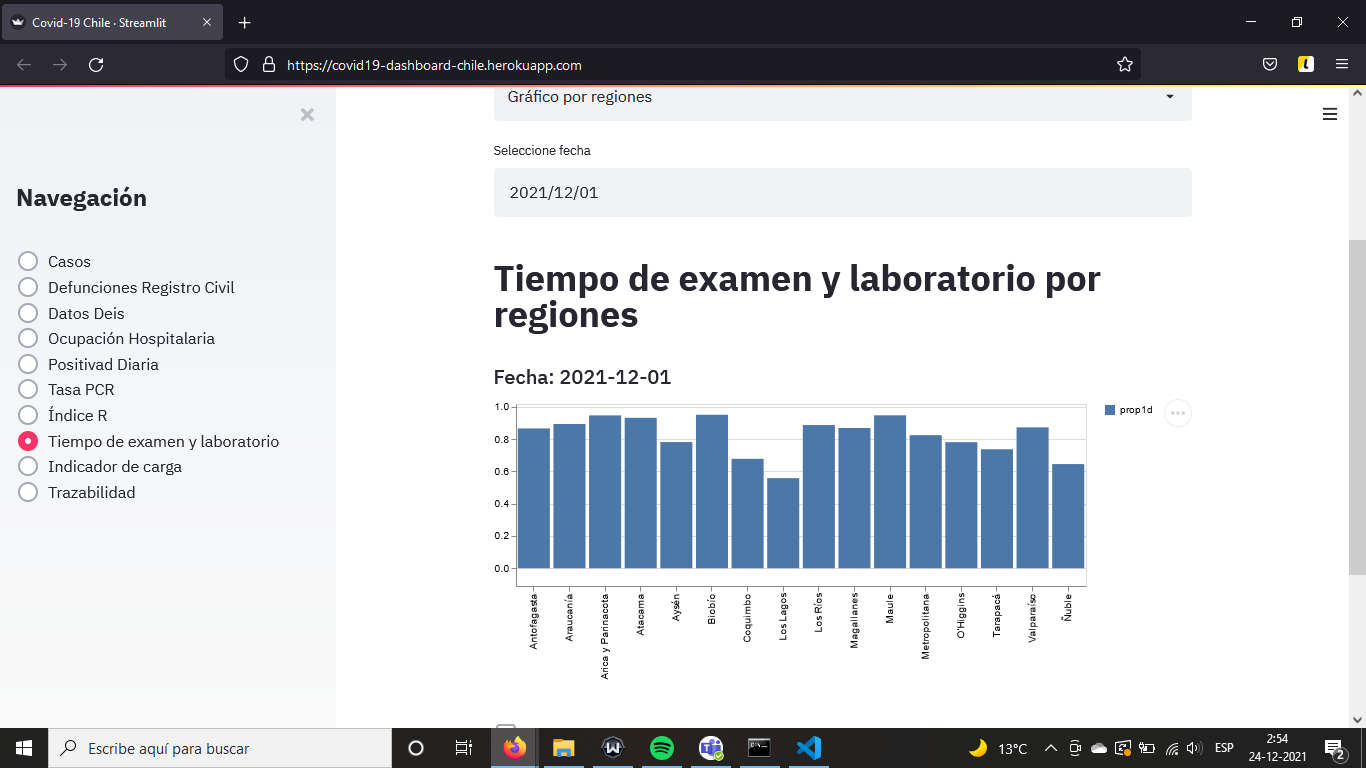 Covid-19 Chile · Streamlit
https://covid19-dashboard-chile.herokuapp.com
Navegación
Casos
Defunciones Registro Civil
Datos Deis
Ocupación Hospitalaria
Positivad Diaria
Tasa PCR
Índice R
Tiempo de examen y laboratorio
Indicador de carga
Trazabilidad
Gráfico por regiones
Seleccione fecha
2021/12/01
Tiempo de examen y laboratorio por
regiones
Fecha: 2021-12-01
1.0
0.8
0.6
0.4
0.2
0.0
prop1d
Antofagasta
Araucanía
Arica y Parinacota
Atacama
Aysén
Biobío
Coquimbo
Los Lagos
Los Ríos
Magallanes
Maule
Metropolitana
O'Higgins
Tarapacá
Valparaíso
Ñuble
Escribe aquí para buscar
13°C
ESP
2:54
24-12-2021
2